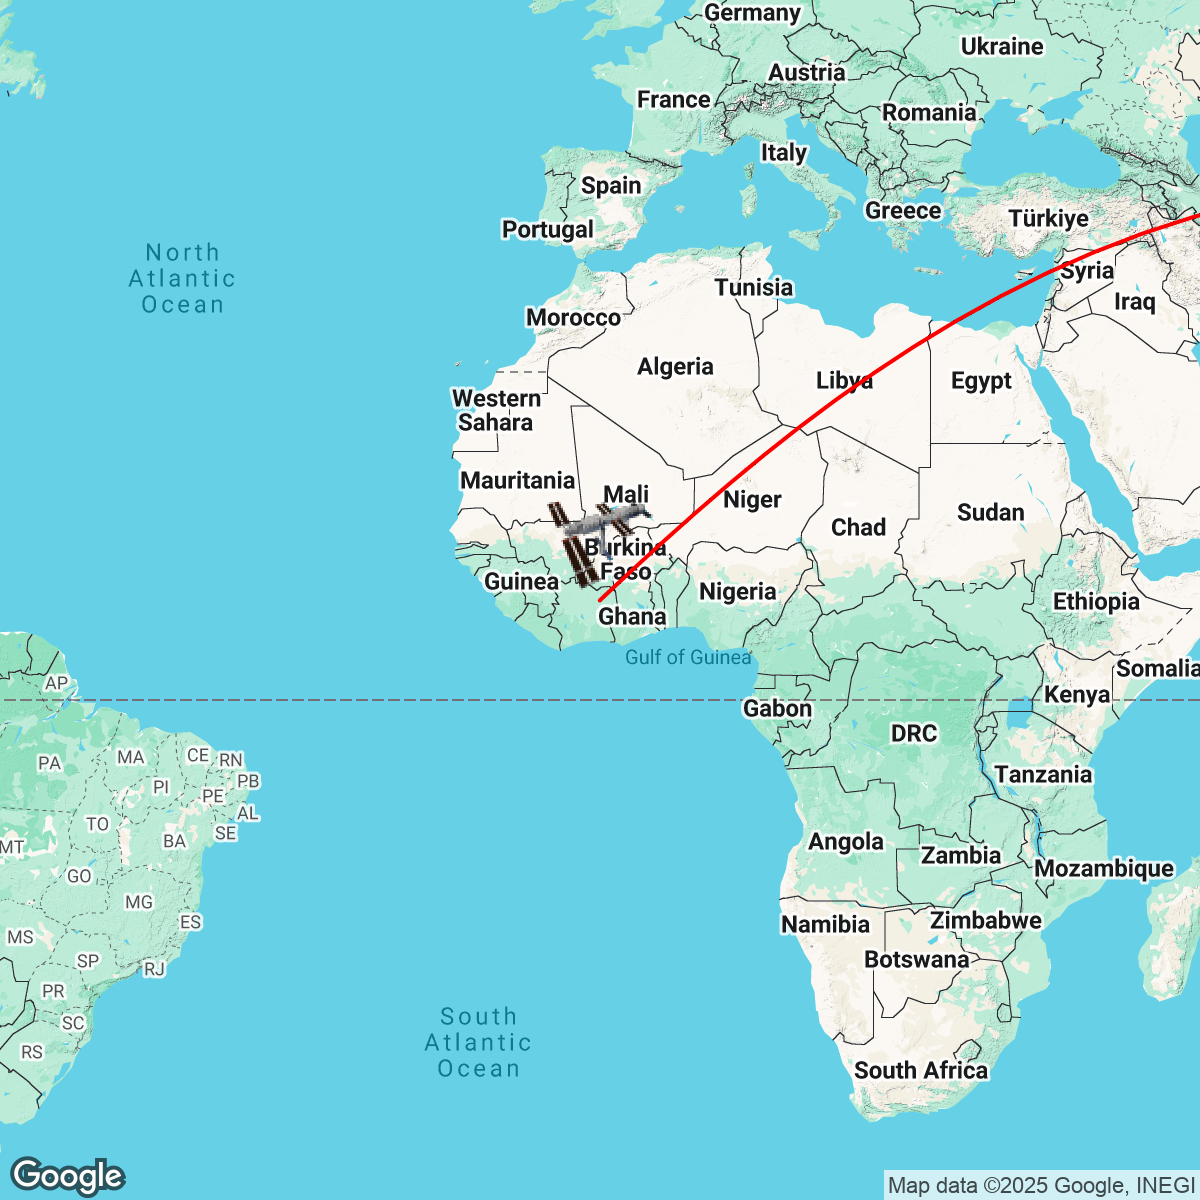 Germany
Ukraine
Austria
France
Romania
Italy
Spain
Greece
Türkiye
Portugal
Syria
Tunisia
Iraq
North
Atlantic
Ocean
Morocco
Algeria
Libya
Egypt
Western
Sahara
Mauritania
Mali
Niger
Chad
Sudan
Burkina
Faso
Guinea
Nigeria
Ethiopia
Ghana
Gulf of Guinea
Somalia
AP
Kenya
Gabon
DRC
PA
MA
CE
RN
PI
PB
PE
Tanzania
AL
TO
SE
MT
BA
Angola
Zambia
GO
Mozambique
MG
ES
Namibia
Zimbabwe
MS
SP
RJ
Botswana
PR
SC
South
Atlantic
Ocean
RS
South Africa
Google
Map data ©2025 Google, INEGI